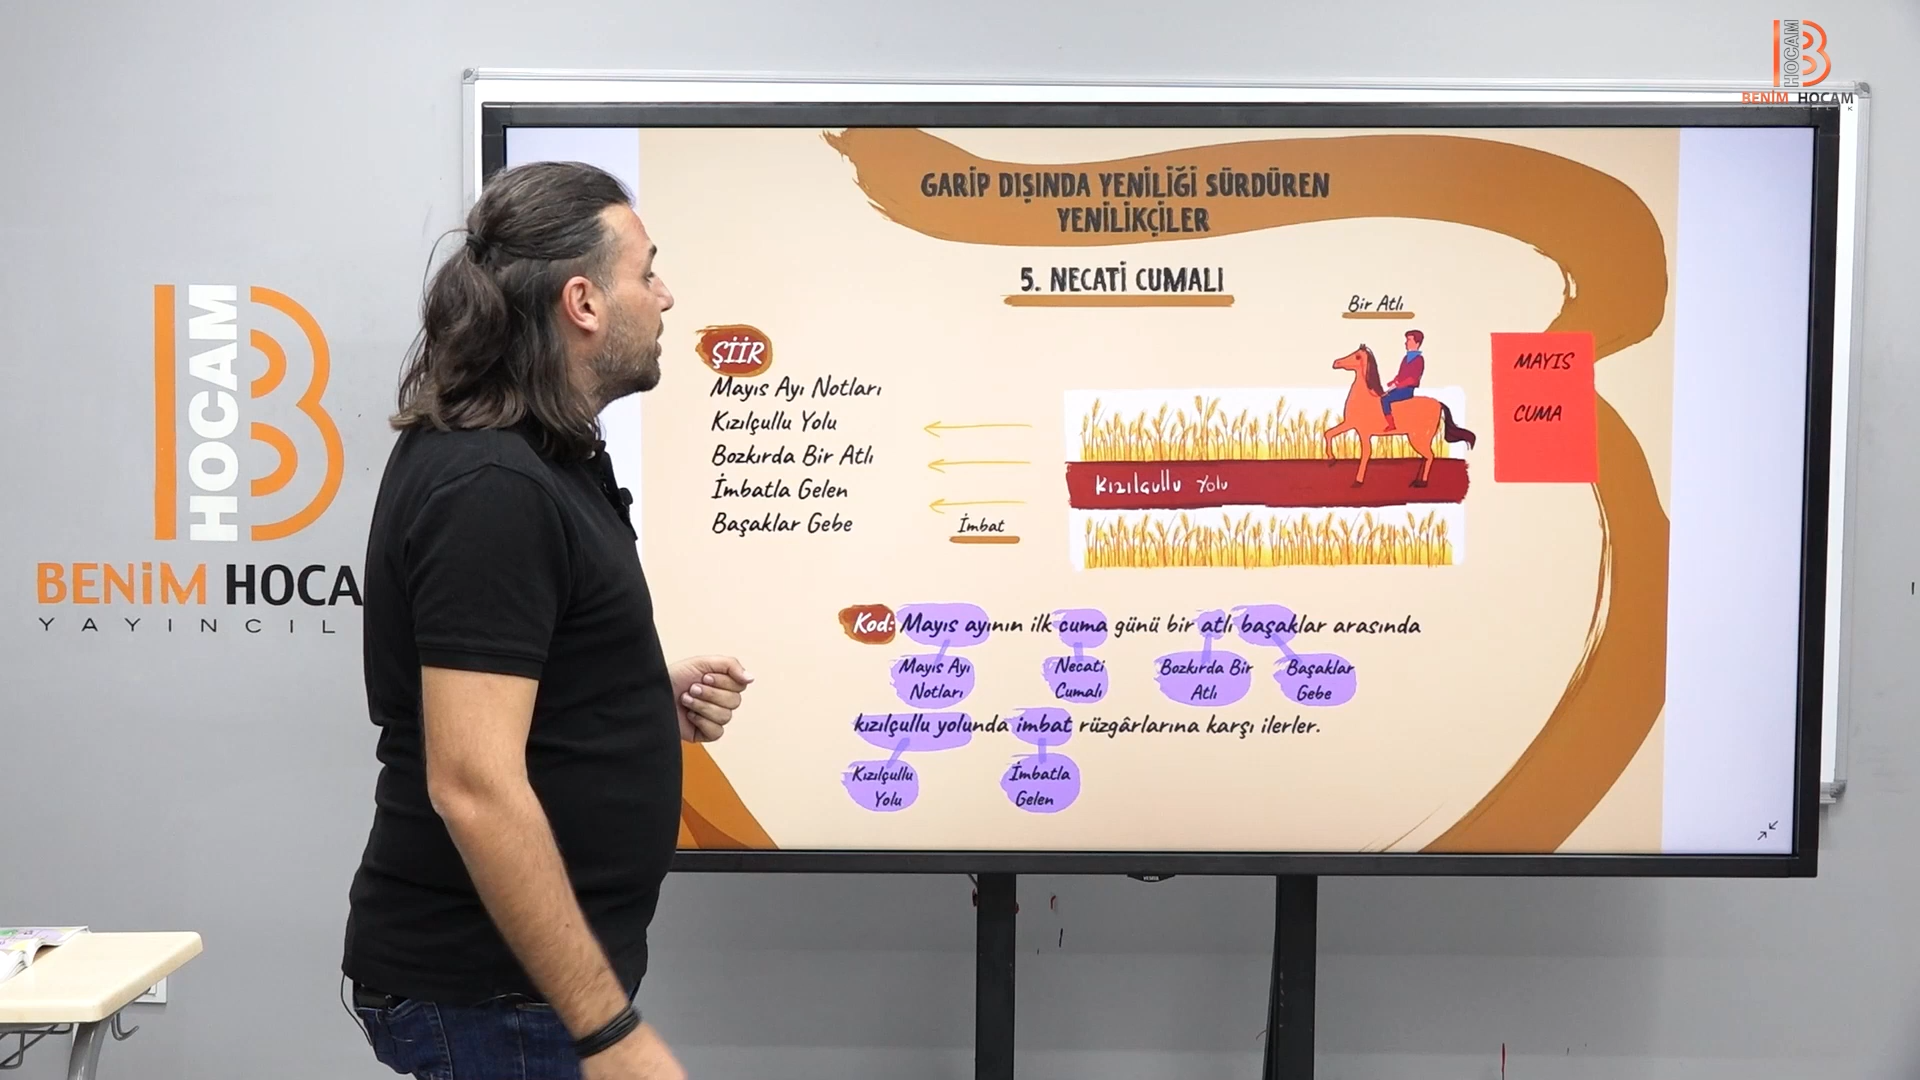 HOCAM
BENİM HOCAM
HOCAM
BENiM HOCA
YAYINCIL
GARİP DIŞINDA YENİLİĞİ SÜRDÜREN
YENİLİKÇİLER
5. NECATİ CUMALI
Bir Atlı
ŞİİR
Mayıs Ayı Notları
Kızılçullu Yolu
Bozkırda Bir Atlı
İmbatla Gelen
Başaklar Gebe
İmbat
Kızılçullu Yolu
MAYIS
CUMA
Kod: Mayıs ayının ilk cuma günü bir atlı başaklar arasında
Mayıs Ayı
Notları
Necati
Cumalı
Bozkırda Bir
Atlı
Başaklar
Gebe
kızılçullu yolunda imbat rüzgârlarına karşı ilerler.
Kızılçullu
Yolu
İmbatla
Gelen